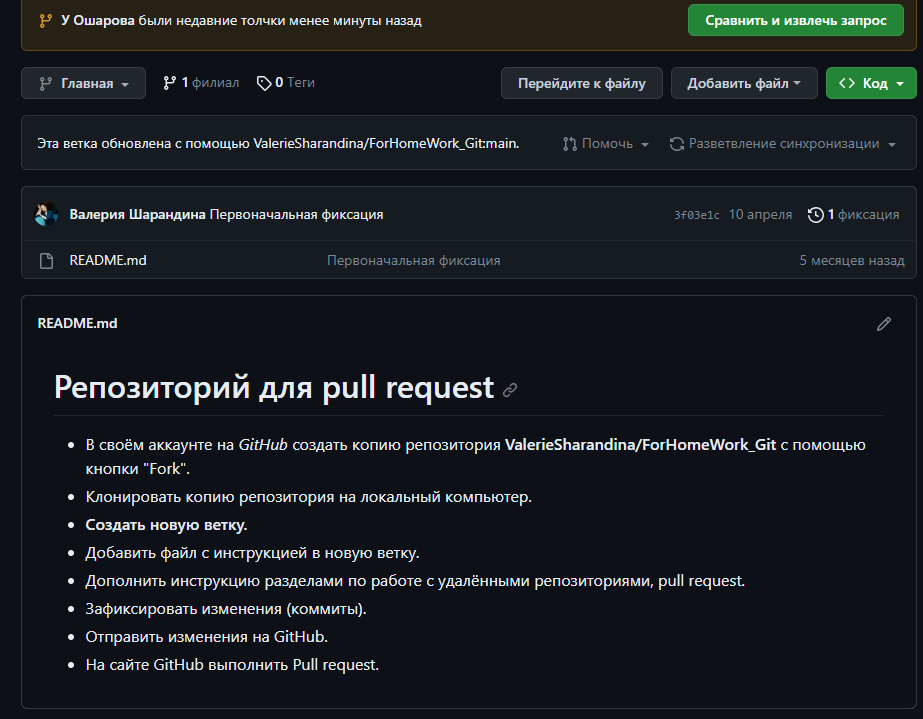 У Ошарова были недавние толчки менее минуты назад
Сравнить и извлечь запрос
Главная 1 филиал 0 Теги Перейдите к файлу Добавить файл <> Код
Эта ветка обновлена с помощью ValerieSharandina/ForHomeWork_Git:main. Помочь Разветвление синхронизации
Валерия Шарандина Первоначальная фиксация 3f03e1c 10 апреля 1 фиксация
README.md Первоначальная фиксация 5 месяцев назад
README.md
Репозиторий для pull request
• В своём аккаунте на GitHub создать копию репозитория ValerieSharandina/ForHomeWork_Git с помощью
кнопки "Fork".
• Клонировать копию репозитория на локальный компьютер.
• Создать новую ветку.
• Добавить файл с инструкцией в новую ветку.
• Дополнить инструкцию разделами по работе с удалёнными репозиториями, pull request.
• Зафиксировать изменения (коммиты).
• Отправить изменения на GitHub.
• На сайте GitHub выполнить Pull request.